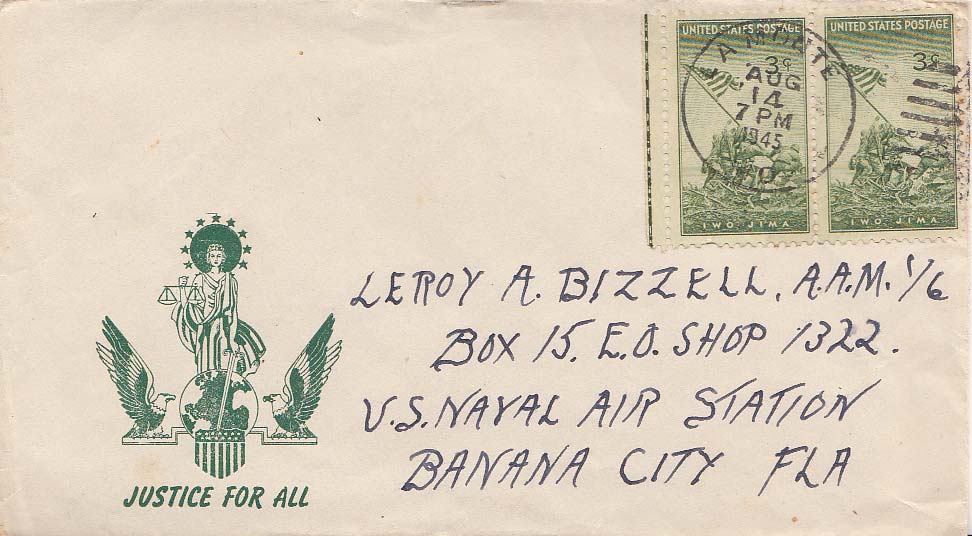 UNITED STATES POSTAGE
3¢
IWO · JIMA
UNITED STATES POSTAGE
3¢
IWO · JIMA
AUG
14
7 PM
1945
LEROY A. BIZZELL, A.A.M. 1/c
BOX 15. E.O. SHOP 1322.
U.S. NAVAL AIR STATION
BANANA CITY FLA
JUSTICE FOR ALL